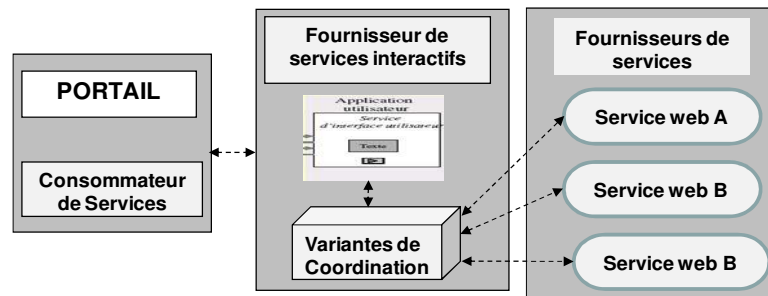 PORTAIL
Consommateur
de Services
Fournisseur de
services interactifs
Application
utilisateur
Service
d'interface utilisateur
Texte
Variantes de
Coordination
Fournisseurs de
services
Service web A
Service web B
Service web B